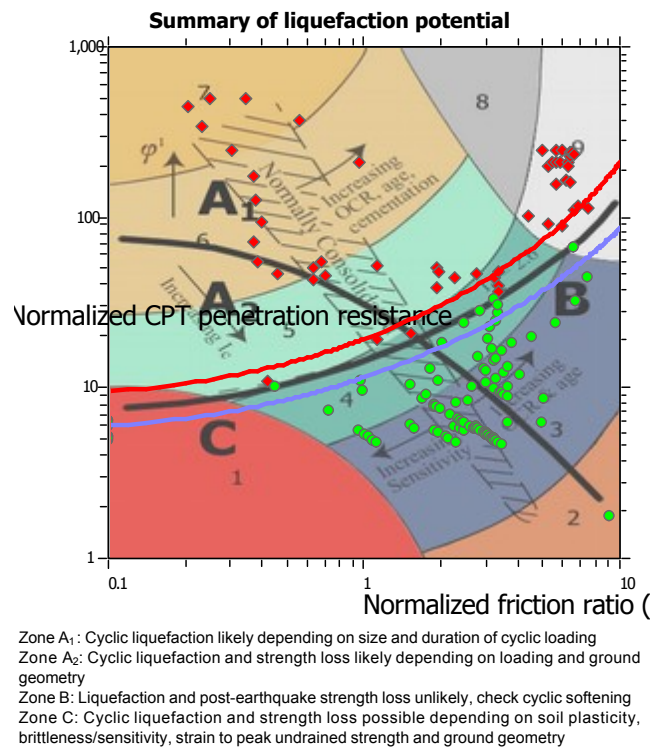 Summary of liquefaction potential
1,000
7
8
9
φ'
A1
Normally Consolid
Increasing
OCR, age,
cementation
100
6
2.6
A2
B
Normalized CPT penetration resistance
Increasing Ic
5
10
4
Increasing
OCR & age
C
3
Increasing
Sensitivity
1
2
1
0.1
1
10
Normalized friction ratio (
Zone A1: Cyclic liquefaction likely depending on size and duration of cyclic loading
Zone A2: Cyclic liquefaction and strength loss likely depending on loading and ground
geometry
Zone B: Liquefaction and post-earthquake strength loss unlikely, check cyclic softening
Zone C: Cyclic liquefaction and strength loss possible depending on soil plasticity,
brittleness/sensitivity, strain to peak undrained strength and ground geometry